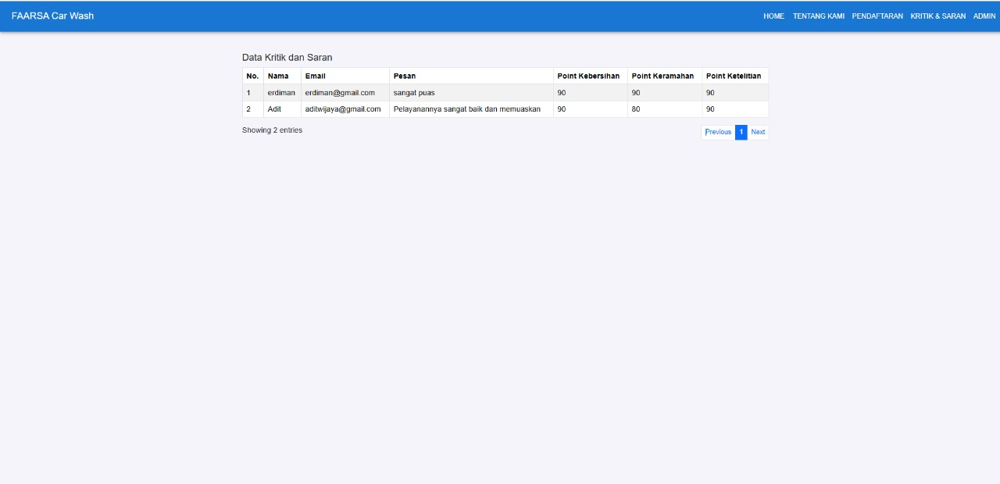 FAARSA Car Wash HOME TENTANG KAMI PENDAFTARAN KRITIK & SARAN ADMIN
Data Kritik dan Saran
No. Nama Email Pesan Point Kebersihan Point Keramahan Point Ketelitian
1 erdiman erdiman@gmail.com sangat puas 90 90 90
2 Adit aditwijaya@gmail.com Pelayanannya sangat baik dan memuaskan 90 80 90
Showing 2 entries Previous 1 Next